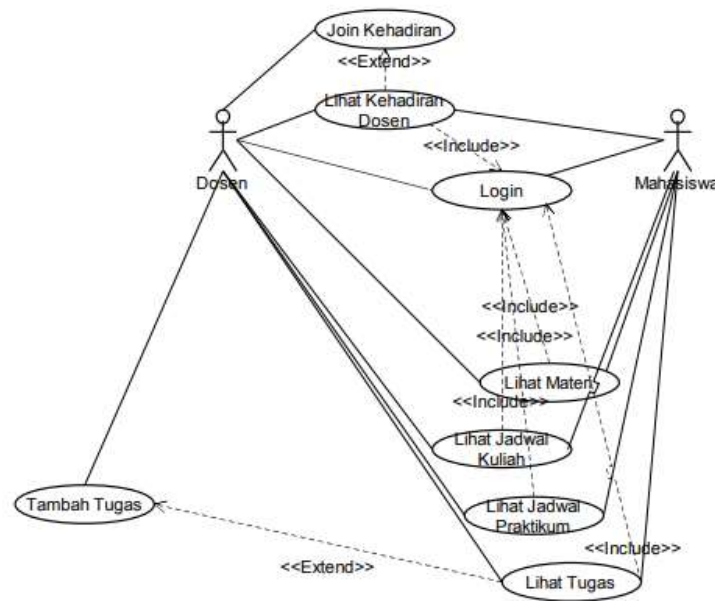 Join Kehadiran
<<Extend>>
Lihat Kehadiran
Dosen
<<Include>>
Dosen
Login
Mahasiswa
<<Include>>
<<Include>>
Lihat Materi
<<Include>>
Lihat Jadwal
Kuliah
Tambah Tugas
Lihat Jadwal
Praktikum
<<Include>>
<<Extend>>
Lihat Tugas